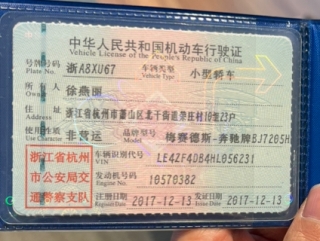 中华人民共和国机动车行驶证
Vehicle License of the People's Republic of China
号牌号码 浙A8XU67 车辆类型 小型轿车
Plate No. Vehicle Type
所有人 徐燕丽
Owner
住址 浙江省杭州市萧山区北干街道荣庄村10组21户
Address
使用性质 非营运 品牌型号 梅赛德斯-奔驰牌BJ7205H
Use Character Model
浙江省杭州 车辆识别代号 LE4ZF4DB4HL056231
VIN
市公安局交 发动机号码 10570382
Engine No.
通警察支队 注册日期 2017-12-13 发证日期 2017-12-13
Register Date Issue Date